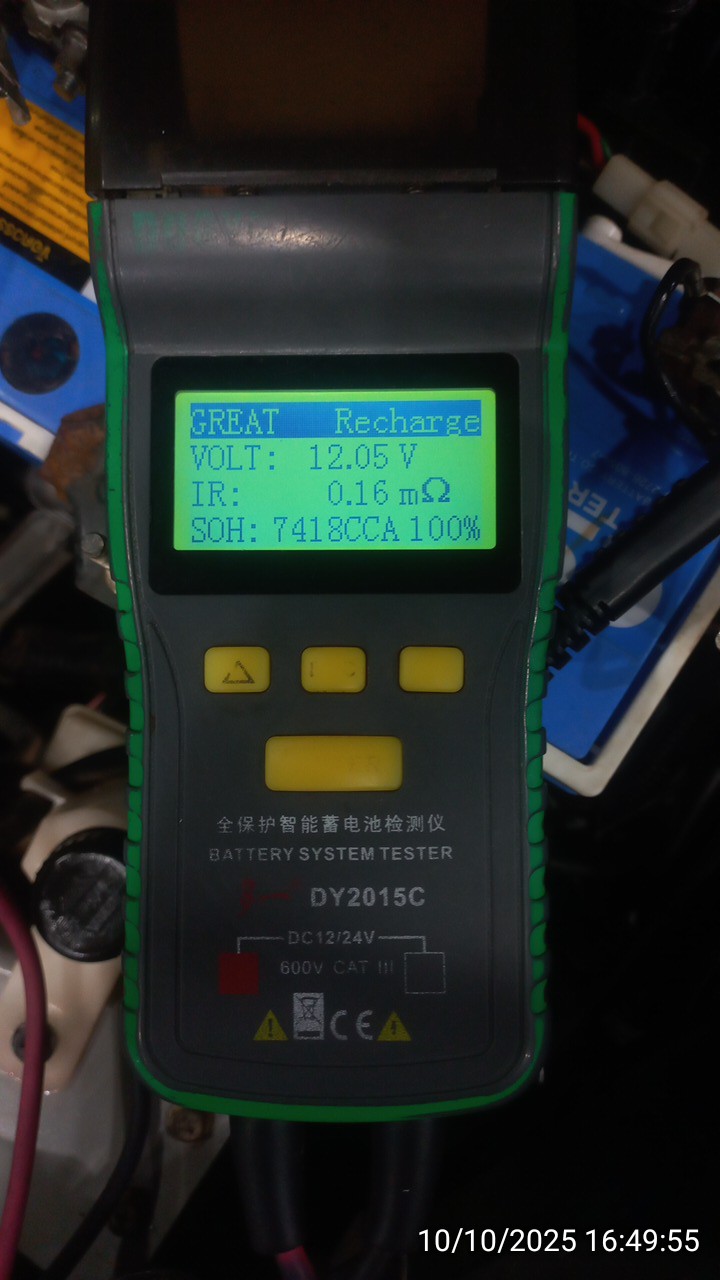 GREAT Recharge
VOLT: 12.05 V
IR: 0.16 mΩ
SOH: 7418CCA 100%
全保护智能蓄电池检测仪
BATTERY SYSTEM TESTER
DY2015C
DC12/24V
600V CAT III
CE
10/10/2025 16:49:55